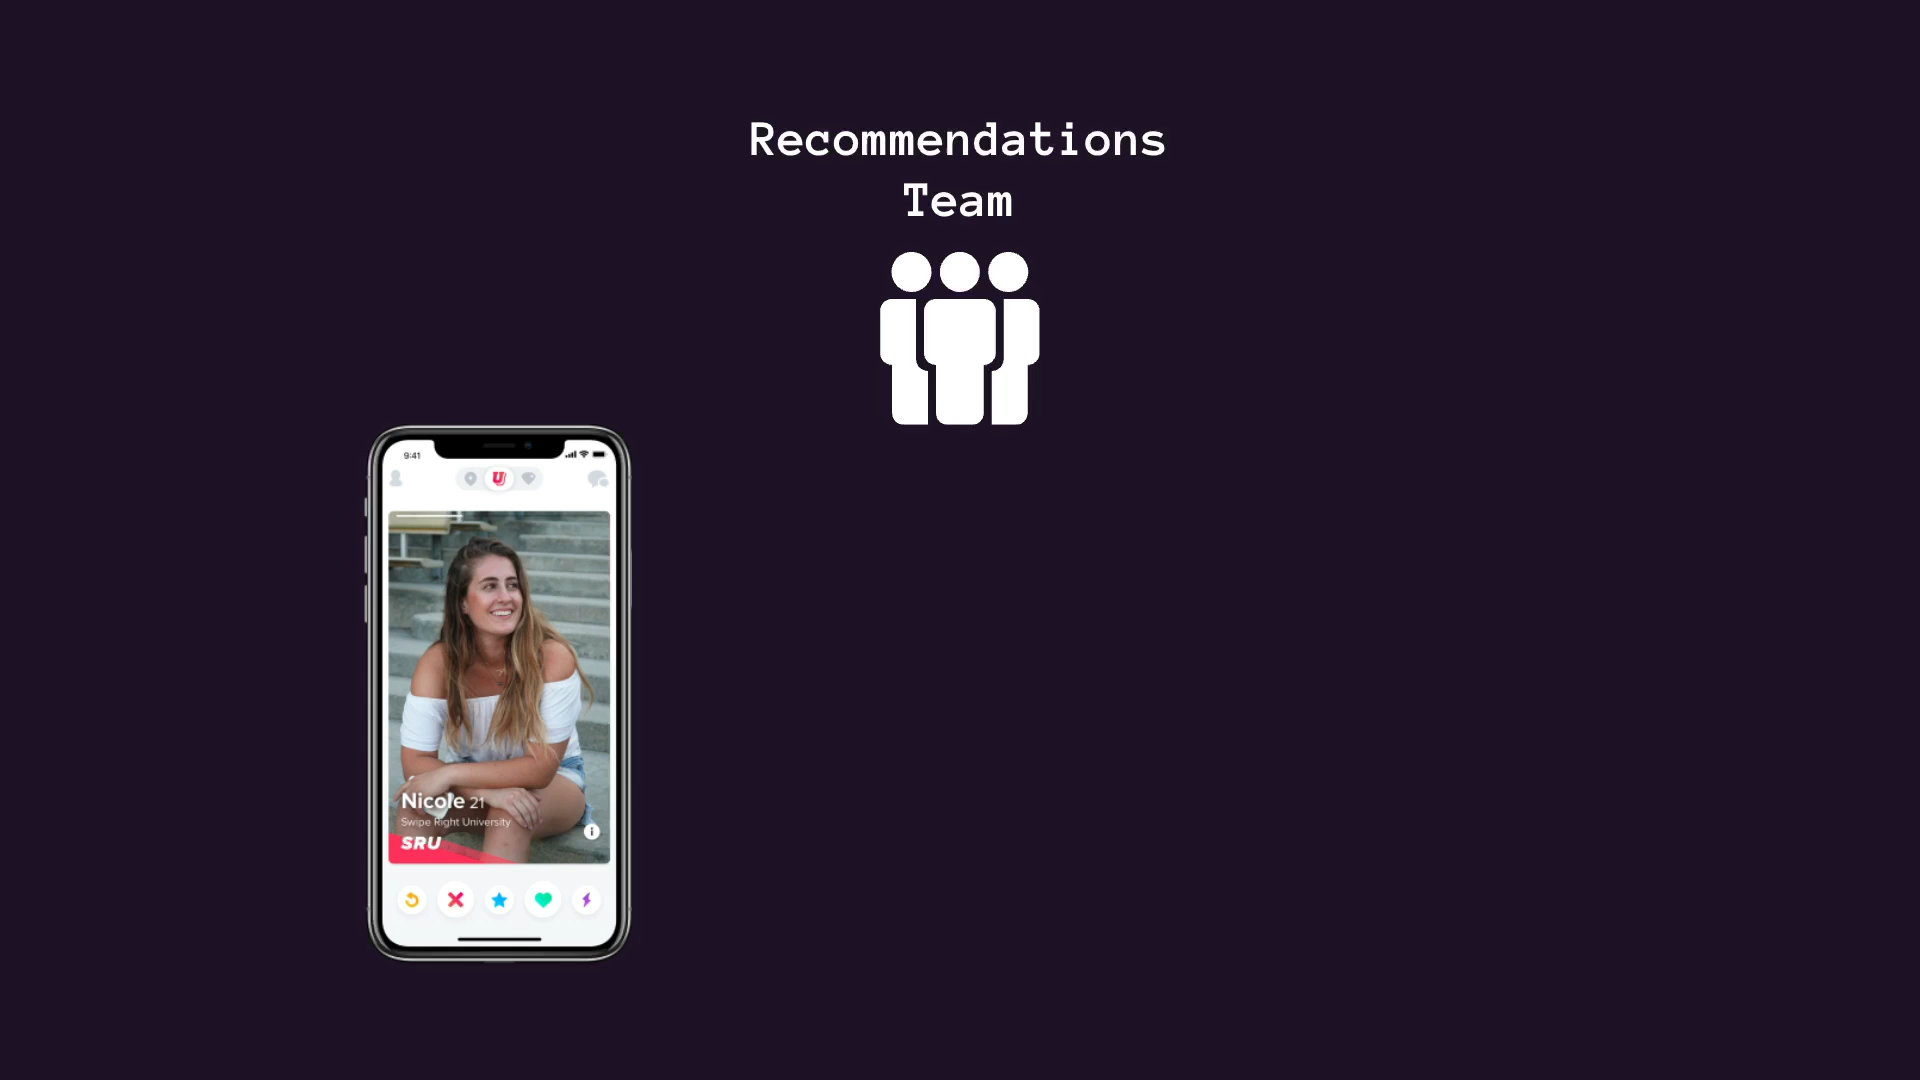 Recommendations
Team
9:41
U
Nicole 21
Swipe Right University
SRU